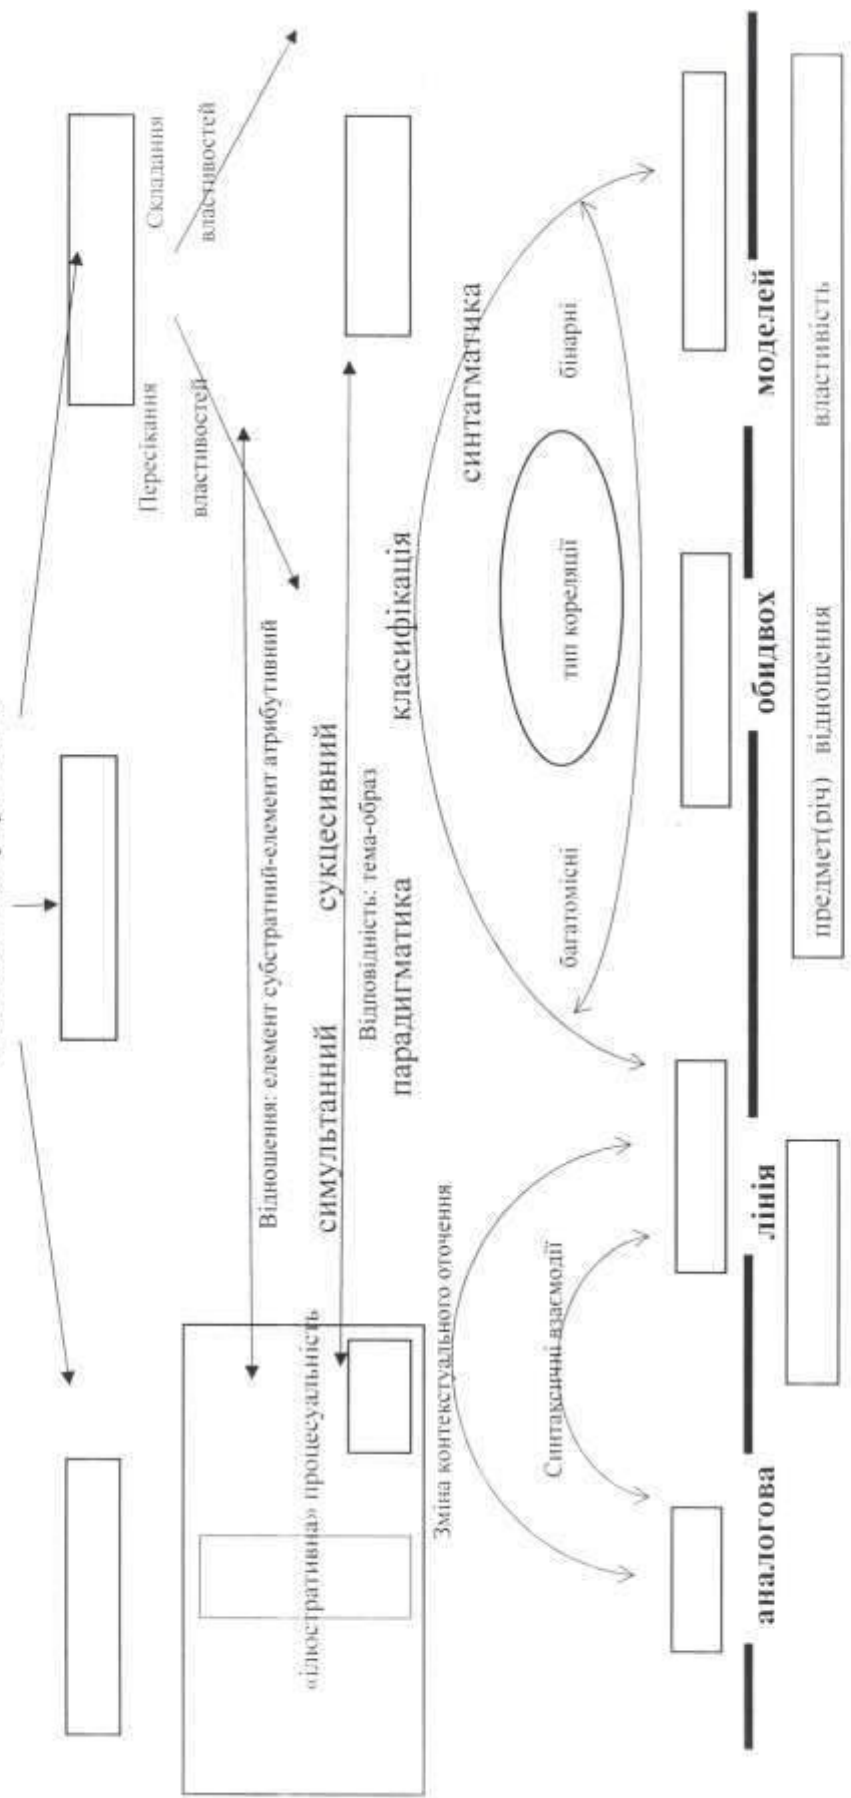 Пересікання
властивостей
Складання
властивостей
Відношення: елемент субстратний-елемент атрибутивний
«ілюстративна» процесуальність
симультанний сукцесивний
Відповідність: тема-образ
парадигматика класифікація
синтагматика
Зміна контекстуального оточення
Синтаксичні взаємодії
багатомісні
тип кореляції
бінарні
аналогова лінія обидвох моделей
предмет(річ) відношення властивість